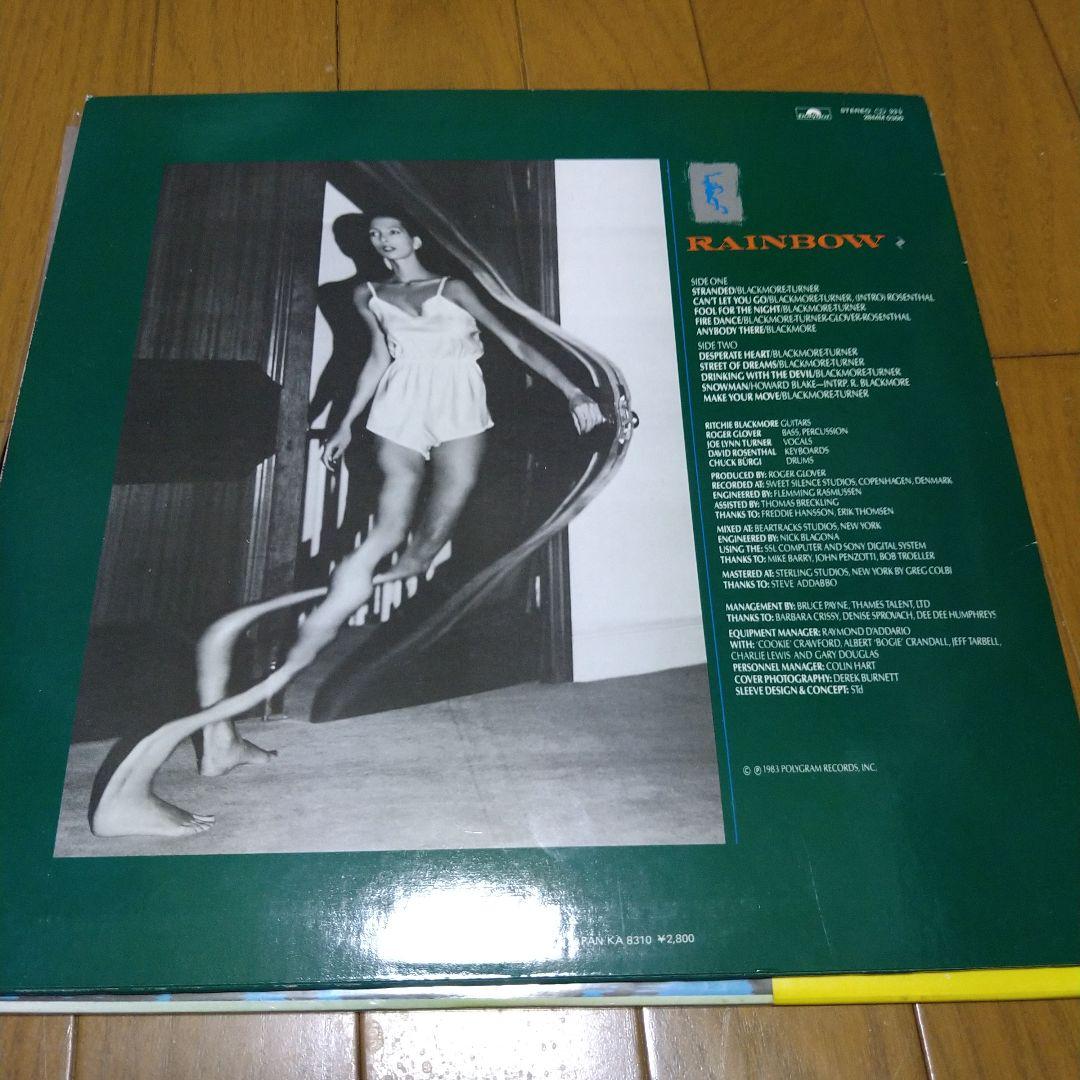 STEREO
28MM 0300
RAINBOW
SIDE ONE
STRANDED/BLACKMORE-TURNER
CAN'T LET YOU GO/BLACKMORE-TURNER, (INTRO) ROSENTHAL
FOOL FOR THE NIGHT/BLACKMORE-TURNER
FIRE DANCE/BLACKMORE-TURNER-GLOVER-ROSENTHAL
ANYBODY THERE/BLACKMORE
SIDE TWO
DESPERATE HEART/BLACKMORE-TURNER
STREET OF DREAMS/BLACKMORE-TURNER
DRINKING WITH THE DEVIL/BLACKMORE-TURNER
SNOWMAN/HOWARD BLAKE—INTRP. R. BLACKMORE
MAKE YOUR MOVE/BLACKMORE-TURNER
RITCHIE BLACKMORE GUITARS
ROGER GLOVER BASS, PERCUSSION
JOE LYNN TURNER VOCALS
DAVID ROSENTHAL KEYBOARDS
CHUCK BÜRGI DRUMS
PRODUCED BY: ROGER GLOVER
RECORDED AT: SWEET SILENCE STUDIOS, COPENHAGEN, DENMARK
ENGINEERED BY: FLEMMING RASMUSSEN
ASSISTED BY: THOMAS BRECKLING
THANKS TO: FREDDIE HANSSON, ERIK THOMSEN
MIXED AT: BEARTRACKS STUDIOS, NEW YORK
ENGINEERED BY: NICK BLAGONA
USING THE: SSL COMPUTER AND SONY DIGITAL SYSTEM
THANKS TO: MIKE BARRY, JOHN PENZOTTI, BOB TROELLER
MASTERED AT: STERLING STUDIOS, NEW YORK BY GREG COLBI
THANKS TO: STEVE ADDABBO
MANAGEMENT BY: BRUCE PAYNE, THAMES TALENT, LTD
THANKS TO: BARBARA CRISSY, DENISE SPROVACH, DEE DEE HUMPHREYS
EQUIPMENT MANAGER: RAYMOND D'ADDARIO
WITH: 'COOKIE' CRAWFORD, ALBERT 'BOGIE' CRANDALL, JEFF TARBELL,
CHARLIE LEWIS AND GARY DOUGLAS
PERSONNEL MANAGER: COLIN HART
COVER PHOTOGRAPHY: DEREK BURNETT
SLEEVE DESIGN & CONCEPT: STd
© ℗ 1983 POLYGRAM RECORDS, INC.
KA 8310 ¥2,800